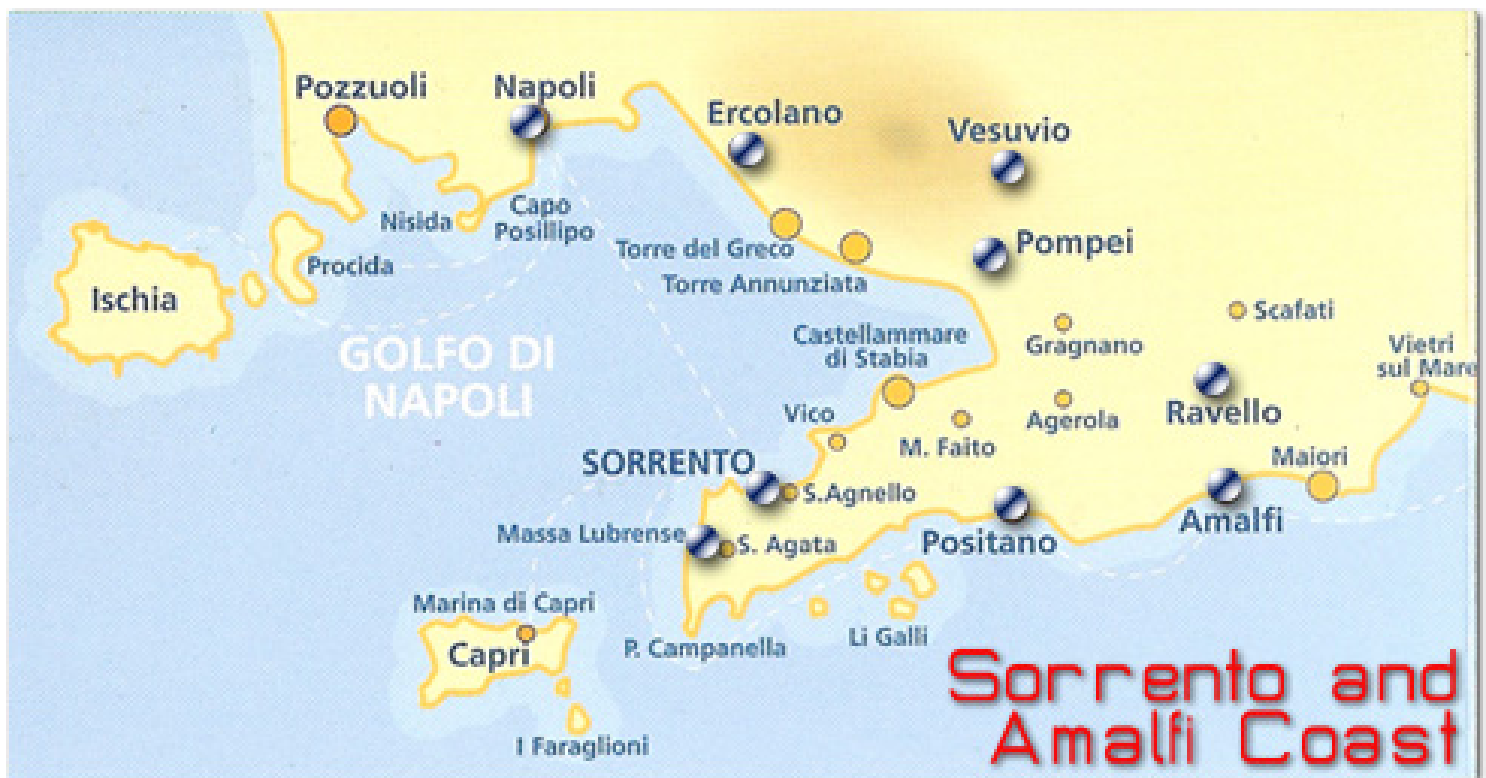 Pozzuoli
Napoli
Ercolano
Vesuvio
Nisida
Capo
Posillipo
Torre del Greco
Pompei
Procida
Torre Annunziata
Ischia
Scafati
GOLFO DI
NAPOLI
Castellammare
di Stabia
Gragnano
Vietri
sul Mare
Vico
M. Faito
Agerola
Ravello
SORRENTO
S.Agnello
Maiori
Massa Lubrense
S. Agata
Positano
Amalfi
Marina di Capri
Capri
P. Campanella
Li Galli
I Faraglioni
Sorrento and
Amalfi Coast